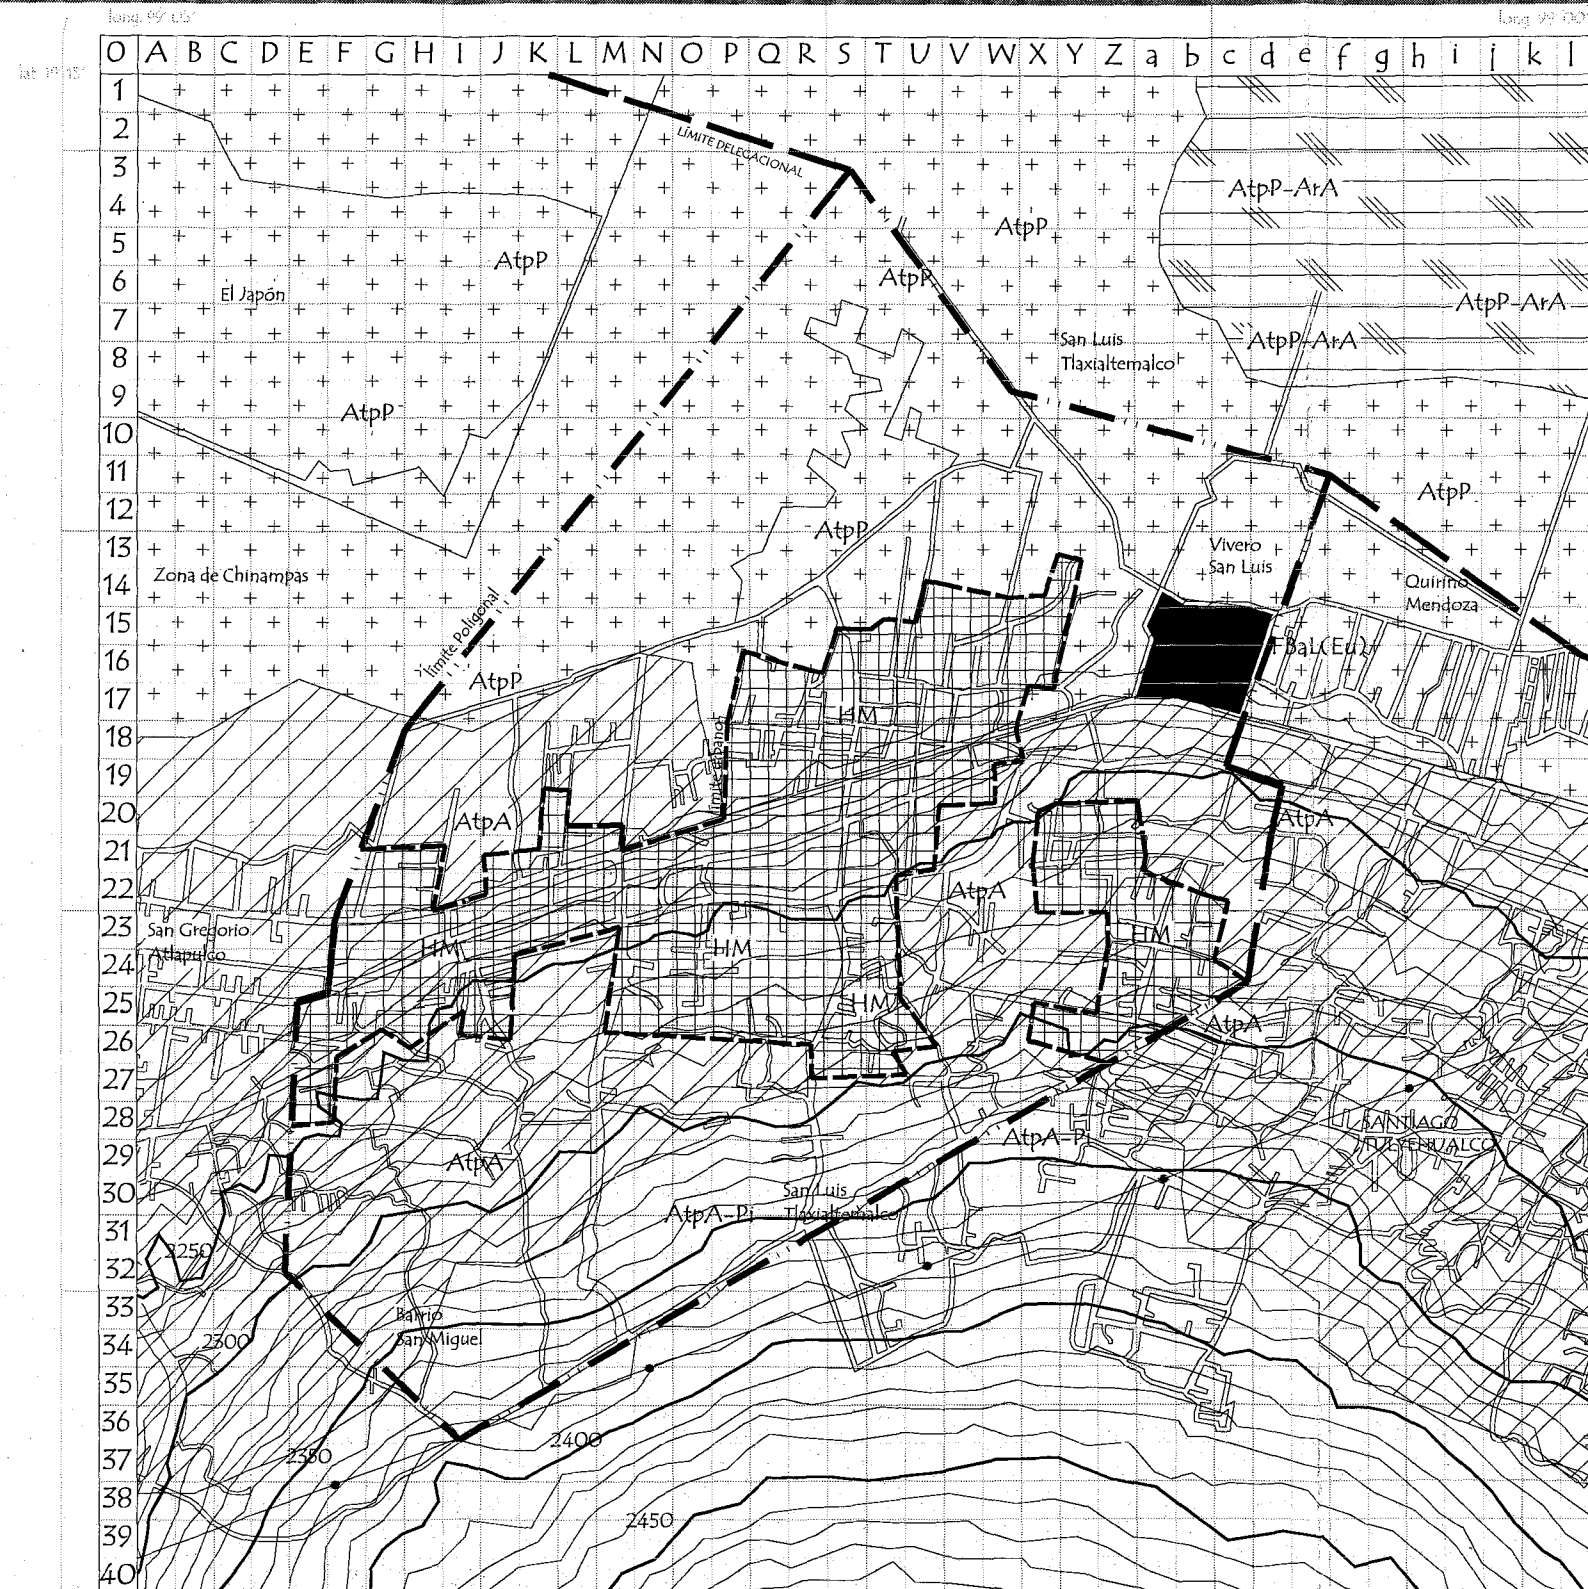 long. 99° 05'
long. 99° 00'
lat. 19° 15'
0 A B C D E F G H I J K L M N O P Q R S T U V W X Y Z a b c d e f g h i j k l
1
2
LÍMITE DELEGACIONAL
3
AtpP-ArA
4
AtpP
5
AtpP
AtpP
6
El Japón
AtpP-ArA
7
San Luis
Tlaxialtemalco
AtpP-ArA
8
9
AtpP
10
11
AtpP
12
AtpP
13
Vivero
San Luis
Zona de Chinampas
14
Quirino
Mendoza
15
límite Poligonal
FBaL(Eu2)
16
AtpP
17
HM
18
19
20
AtpA
AtpA
21
22
AtpA
23
San Gregorio
Atlapulco
HM
HM
HM
24
25
HM
AtpA
26
27
28
SANTIAGO
TULYEHUALCO
29
AtpA-Pi
AtpA
30
San Luis
Tlaxialtemalco
AtpA-Pi
31
2250
32
33
Barrio
San Miguel
34
2300
35
36
2400
37
2350
38
2450
39
40